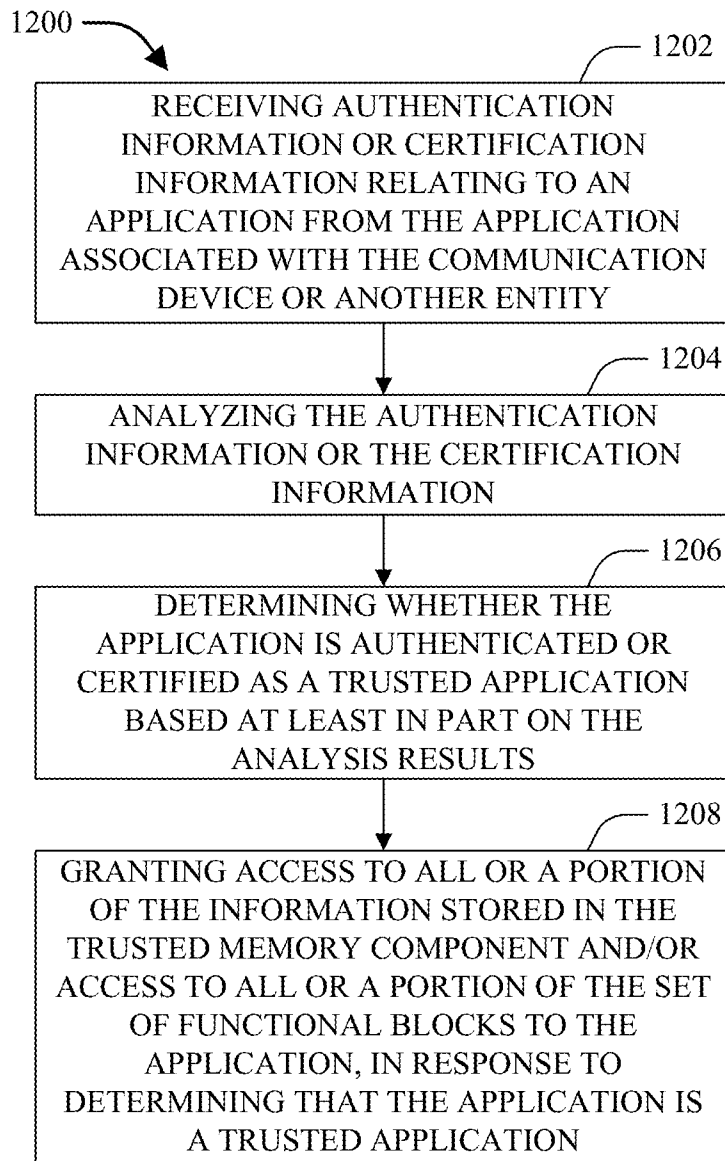 1200
1202
RECEIVING AUTHENTICATION
INFORMATION OR CERTIFICATION
INFORMATION RELATING TO AN
APPLICATION FROM THE APPLICATION
ASSOCIATED WITH THE COMMUNICATION
DEVICE OR ANOTHER ENTITY
1204
ANALYZING THE AUTHENTICATION
INFORMATION OR THE CERTIFICATION
INFORMATION
1206
DETERMINING WHETHER THE
APPLICATION IS AUTHENTICATED OR
CERTIFIED AS A TRUSTED APPLICATION
BASED AT LEAST IN PART ON THE
ANALYSIS RESULTS
1208
GRANTING ACCESS TO ALL OR A PORTION
OF THE INFORMATION STORED IN THE
TRUSTED MEMORY COMPONENT AND/OR
ACCESS TO ALL OR A PORTION OF THE SET
OF FUNCTIONAL BLOCKS TO THE
APPLICATION, IN RESPONSE TO
DETERMINING THAT THE APPLICATION IS
A TRUSTED APPLICATION